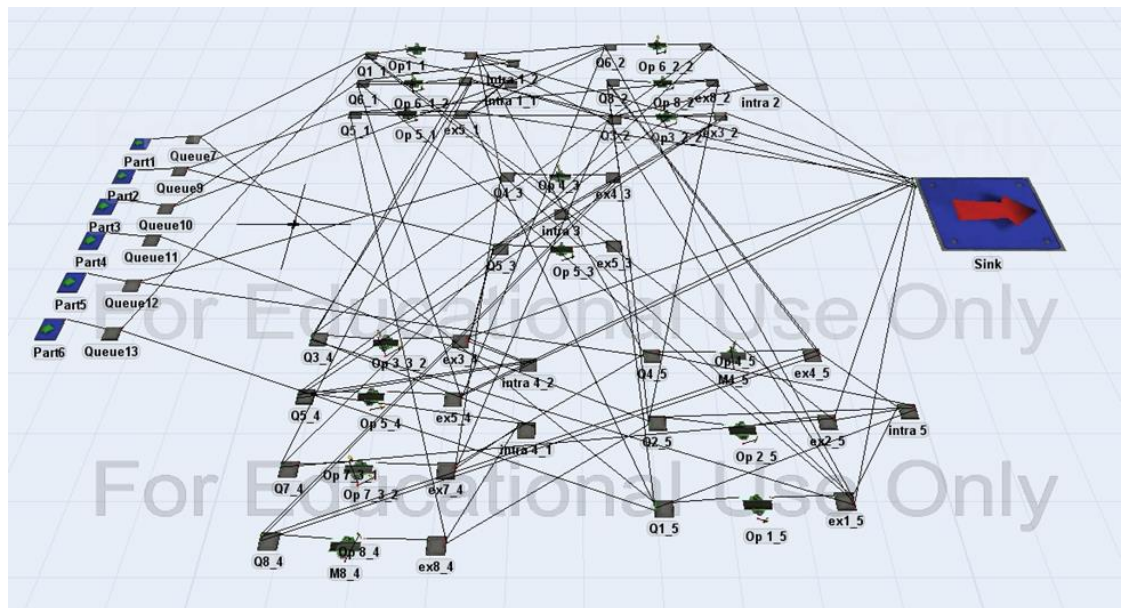 Q1_1
Op1_1
intra 1_2
Q6_2
Op 6_2_2
Q6_1
Op 6_1_2
intra 1_1
Q8_2
Op 8_2
ex8_2
intra 2
Q5_1
Op 5_1
ex5_1
Q3_2
Op3_2_2
ex3_2
Part1
Queue7
Part2
Queue9
Q4_3
Op 4_3
ex4_3
Part3
Queue10
intra 3
Part4
Queue11
Q5_3
Op 5_3
ex5_3
Sink
Part5
Queue12
Part6
Queue13
For Educational Use Only
Q3_4
Op 3_3_2
ex3_4
intra 4_2
Q4_5
Op 4_5
M4_5
ex4_5
Q5_4
Op 5_4
ex5_4
intra 4_1
Q2_5
Op 2_5
ex2_5
intra 5
For Educational Use Only
Q7_4
Op 7_3
Op 7_3_2
ex7_4
Q1_5
Op 1_5
ex1_5
Q8_4
Op 8_4
M8_4
ex8_4